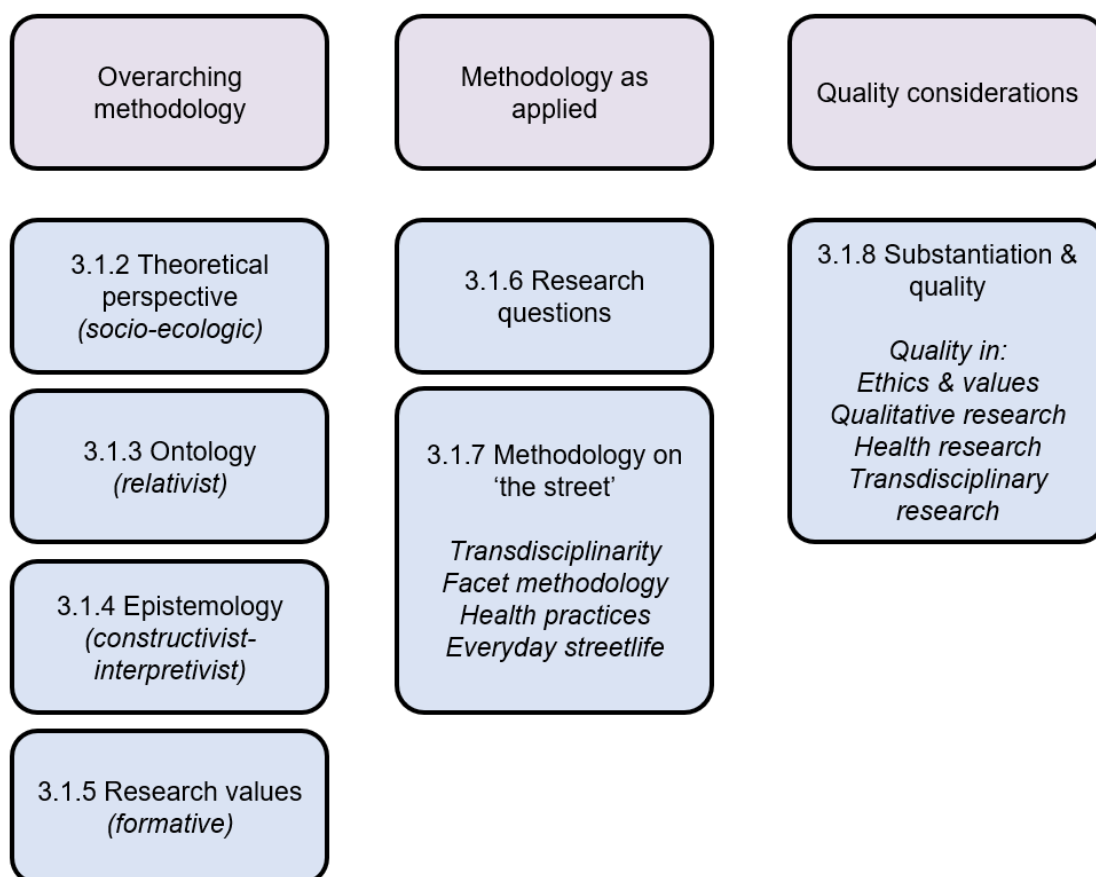 Overarching
methodology
Methodology as
applied
Quality considerations
3.1.2 Theoretical
perspective
(socio-ecologic)
3.1.3 Ontology
(relativist)
3.1.4 Epistemology
(constructivist-
interpretivist)
3.1.5 Research values
(formative)
3.1.6 Research
questions
3.1.7 Methodology on
‘the street’
Transdisciplinarity
Facet methodology
Health practices
Everyday streetlife
3.1.8 Substantiation &
quality
Quality in:
Ethics & values
Qualitative research
Health research
Transdisciplinary
research